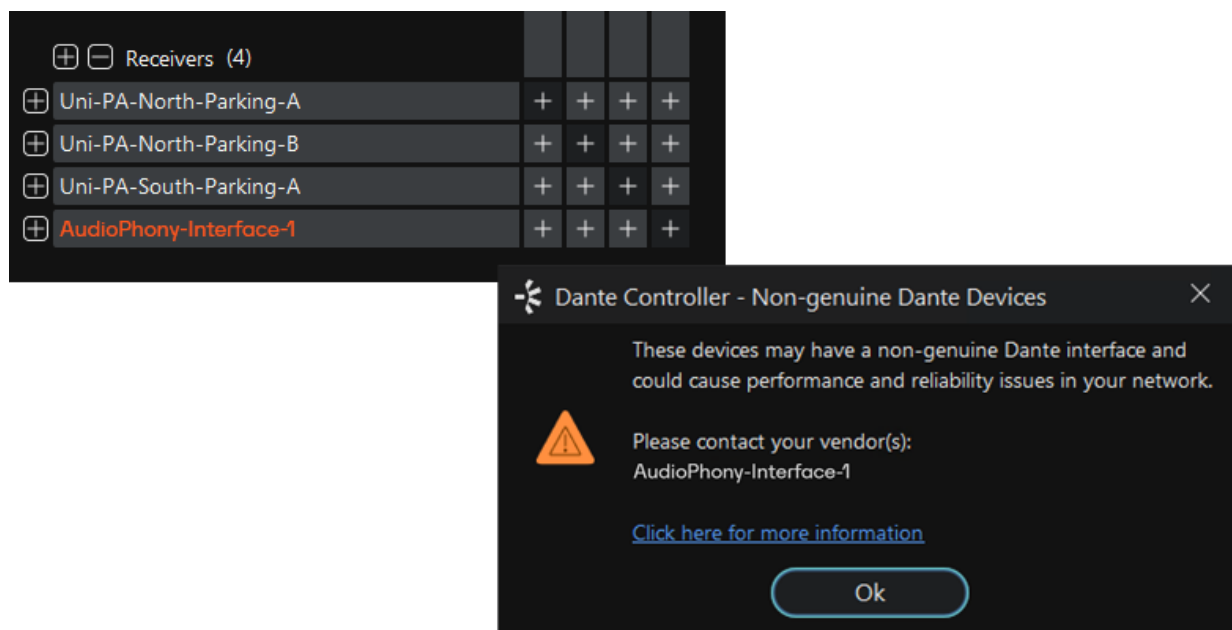 Receivers (4)
Uni-PA-North-Parking-A
Uni-PA-North-Parking-B
Uni-PA-South-Parking-A
AudioPhony-Interface-1
Dante Controller - Non-genuine Dante Devices
These devices may have a non-genuine Dante interface and
could cause performance and reliability issues in your network.
Please contact your vendor(s):
AudioPhony-Interface-1
Click here for more information
Ok